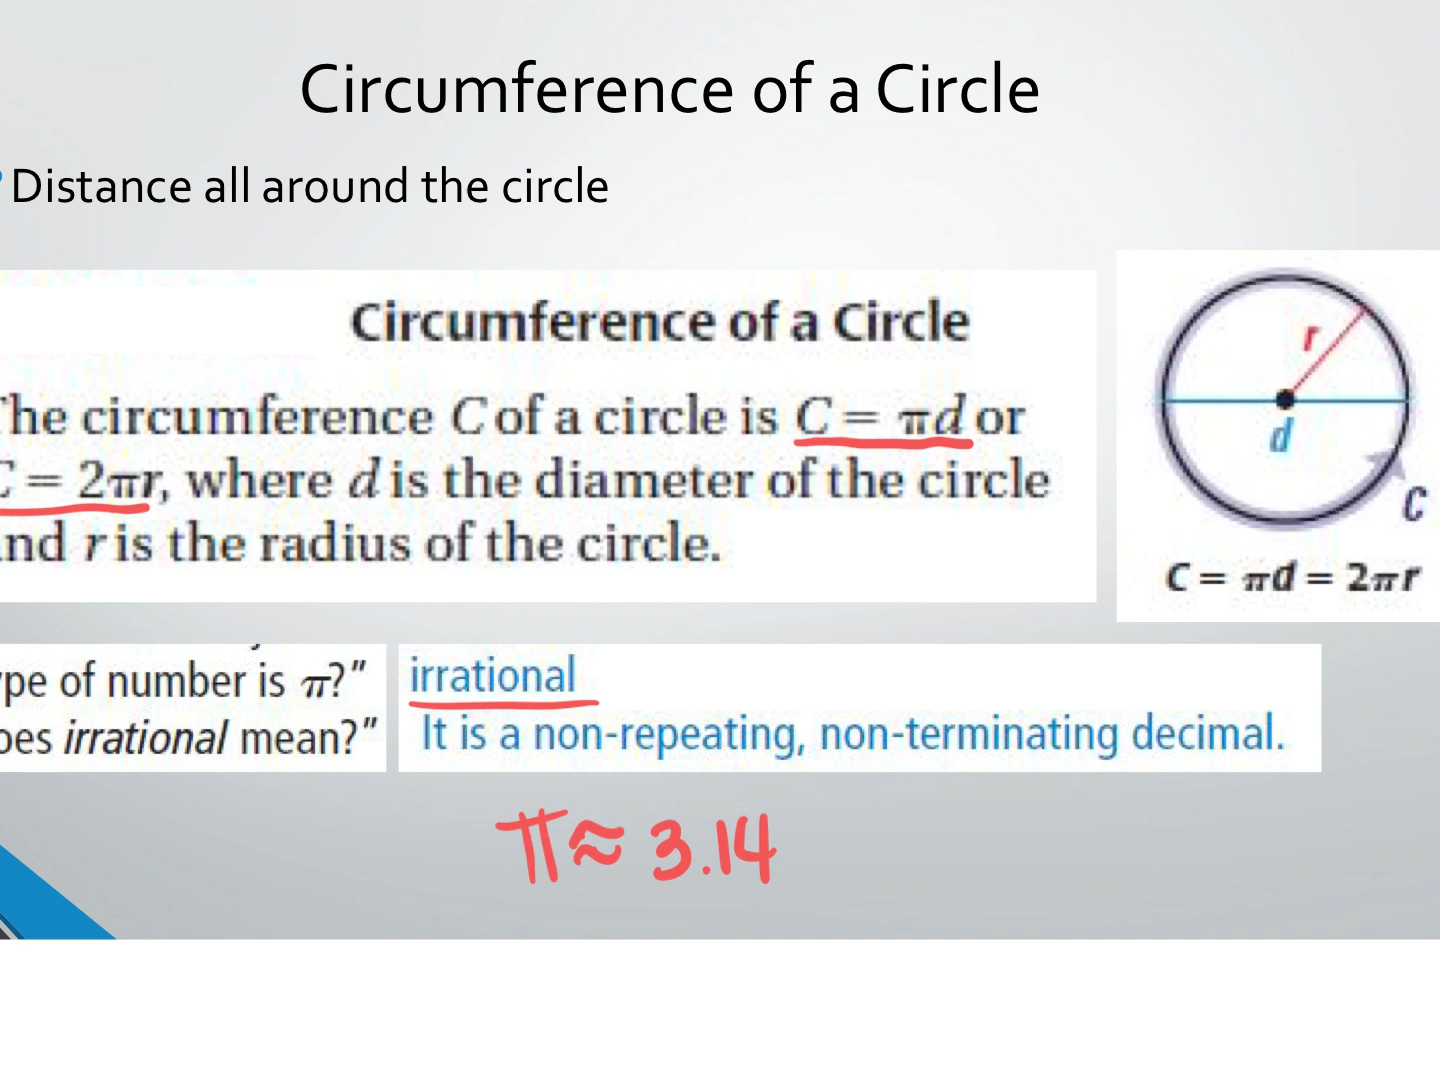 Circumference of a Circle
Distance all around the circle
Circumference of a Circle
he circumference C of a circle is C = πd or
C = 2πr, where d is the diameter of the circle
nd r is the radius of the circle.
r
d
C
C = πd = 2πr
ype of number is π?"
irrational
oes irrational mean?"
It is a non-repeating, non-terminating decimal.
π≈ 3.14